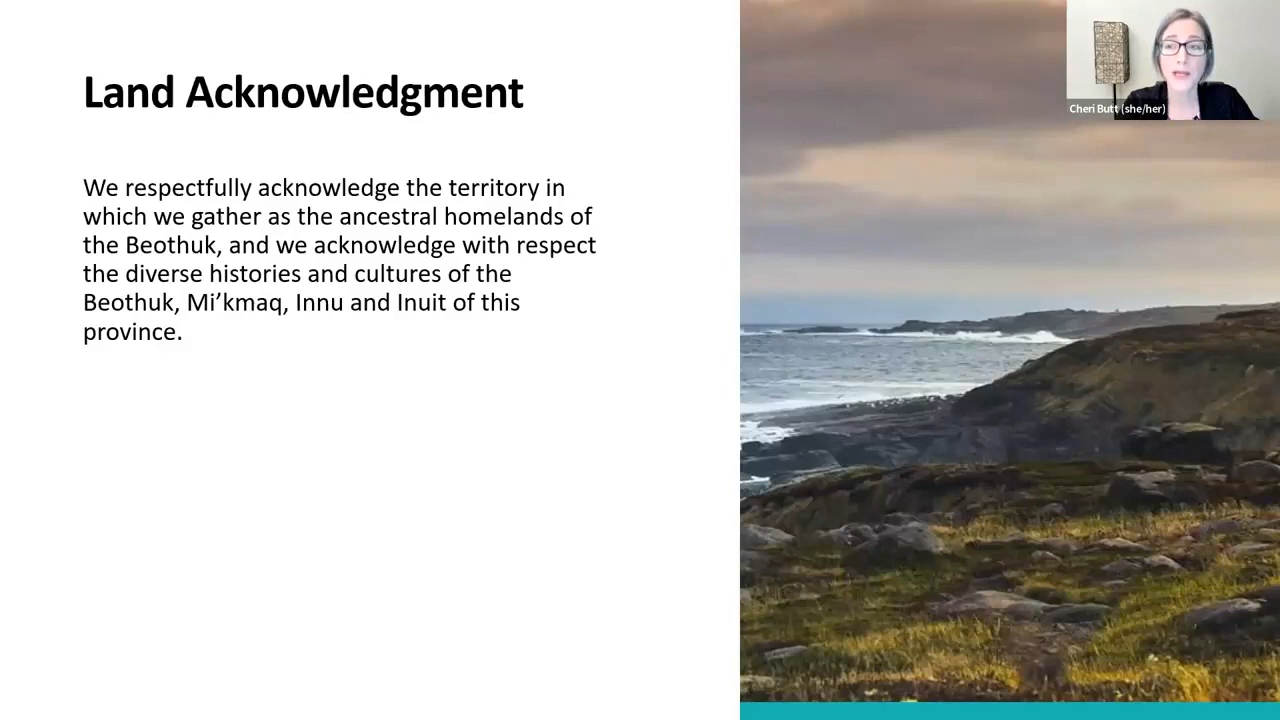 Land Acknowledgment
We respectfully acknowledge the territory in
which we gather as the ancestral homelands of
the Beothuk, and we acknowledge with respect
the diverse histories and cultures of the
Beothuk, Mi’kmaq, Innu and Inuit of this
province.
Cheri Butt (she/her)